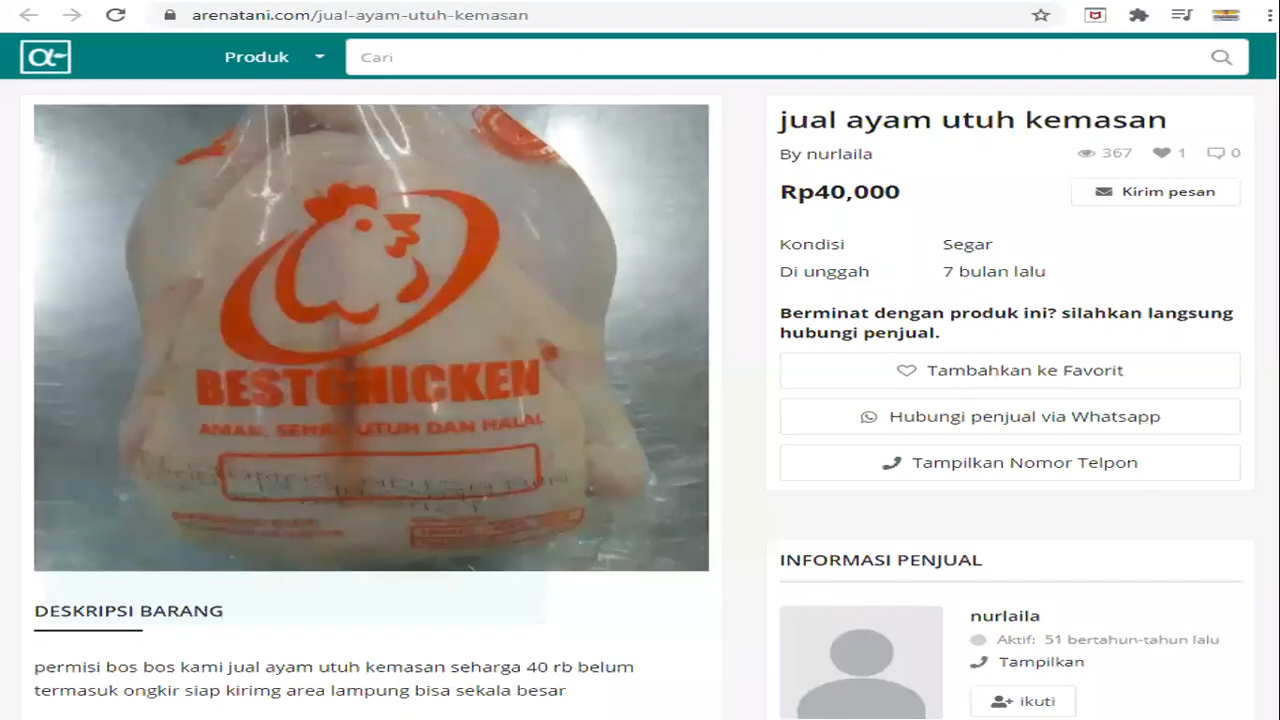 arenatani.com/jual-ayam-utuh-kemasan
α
Produk
Cari
BESTCHICKEN
AMAN, SEHAT, UTUH DAN HALAL
jual ayam utuh kemasan
By nurlaila
367
1
0
Rp40,000
Kirim pesan
Kondisi Segar
Di unggah 7 bulan lalu
Berminat dengan produk ini? silahkan langsung
hubungi penjual.
Tambahkan ke Favorit
Hubungi penjual via Whatsapp
Tampilkan Nomor Telpon
DESKRIPSI BARANG
permisi bos bos kami jual ayam utuh kemasan seharga 40 rb belum
termasuk ongkir siap kirimg area lampung bisa sekala besar
INFORMASI PENJUAL
nurlaila
Aktif: 51 bertahun-tahun lalu
Tampilkan
ikuti